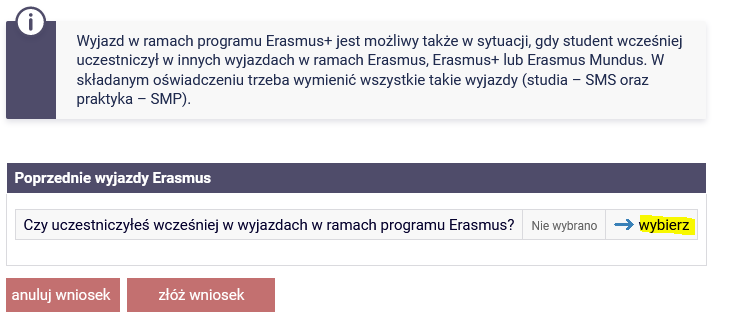 Wyjazd w ramach programu Erasmus+ jest możliwy także w sytuacji, gdy student wcześniej
uczestniczył w innych wyjazdach w ramach Erasmus, Erasmus+ lub Erasmus Mundus. W
składanym oświadczeniu trzeba wymienić wszystkie takie wyjazdy (studia – SMS oraz
praktyka – SMP).
Poprzednie wyjazdy Erasmus
Czy uczestniczyłeś wcześniej w wyjazdach w ramach programu Erasmus? Nie wybrano wybierz
anuluj wniosek złóż wniosek